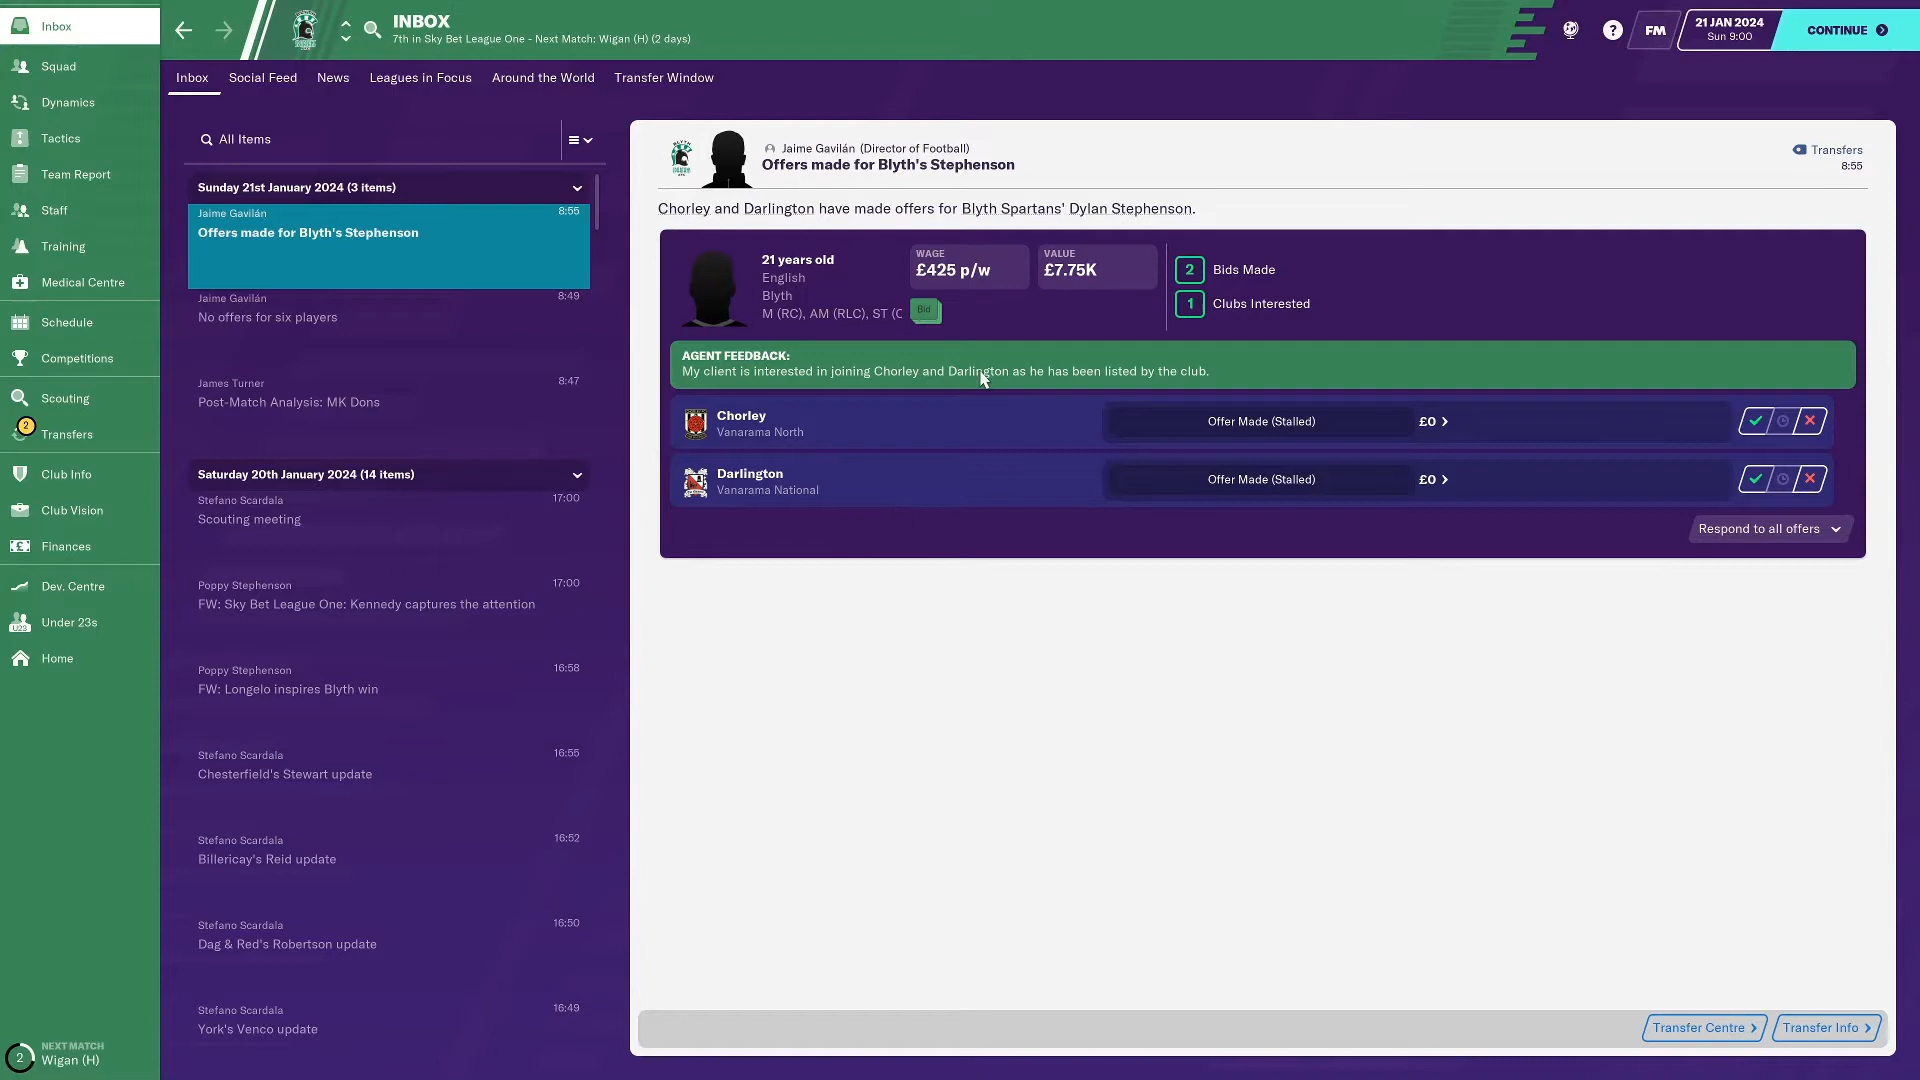 Inbox
Squad
Dynamics
Tactics
Team Report
Staff
Training
Medical Centre
Schedule
Competitions
Scouting
2
Transfers
Club Info
Club Vision
Finances
Dev. Centre
U23
Under 23s
Home
2
NEXT MATCH
Wigan (H)
INBOX
7th in Sky Bet League One - Next Match: Wigan (H) (2 days)
?
FM
21 JAN 2024
Sun 9:00
CONTINUE
Inbox
Social Feed
News
Leagues in Focus
Around the World
Transfer Window
All Items
Sunday 21st January 2024 (3 items)
Jaime Gavilán
8:55
Offers made for Blyth's Stephenson
Jaime Gavilán
8:49
No offers for six players
James Turner
8:47
Post-Match Analysis: MK Dons
Saturday 20th January 2024 (14 items)
Stefano Scardala
17:00
Scouting meeting
Poppy Stephenson
17:00
FW: Sky Bet League One: Kennedy captures the attention
Poppy Stephenson
16:58
FW: Longelo inspires Blyth win
Stefano Scardala
16:55
Chesterfield's Stewart update
Stefano Scardala
16:52
Billericay's Reid update
Stefano Scardala
16:50
Dag & Red's Robertson update
Stefano Scardala
16:49
York's Venco update
Jaime Gavilán (Director of Football)
Offers made for Blyth's Stephenson
Transfers
8:55
Chorley and Darlington have made offers for Blyth Spartans' Dylan Stephenson.
21 years old
English
Blyth
M (RC), AM (RLC), ST (C
WAGE
£425 p/w
VALUE
£7.75K
Bid
2 Bids Made
1 Clubs Interested
AGENT FEEDBACK:
My client is interested in joining Chorley and Darlington as he has been listed by the club.
Chorley
Vanarama North
Offer Made (Stalled)
£0
Darlington
Vanarama National
Offer Made (Stalled)
£0
Respond to all offers
Transfer Centre
Transfer Info